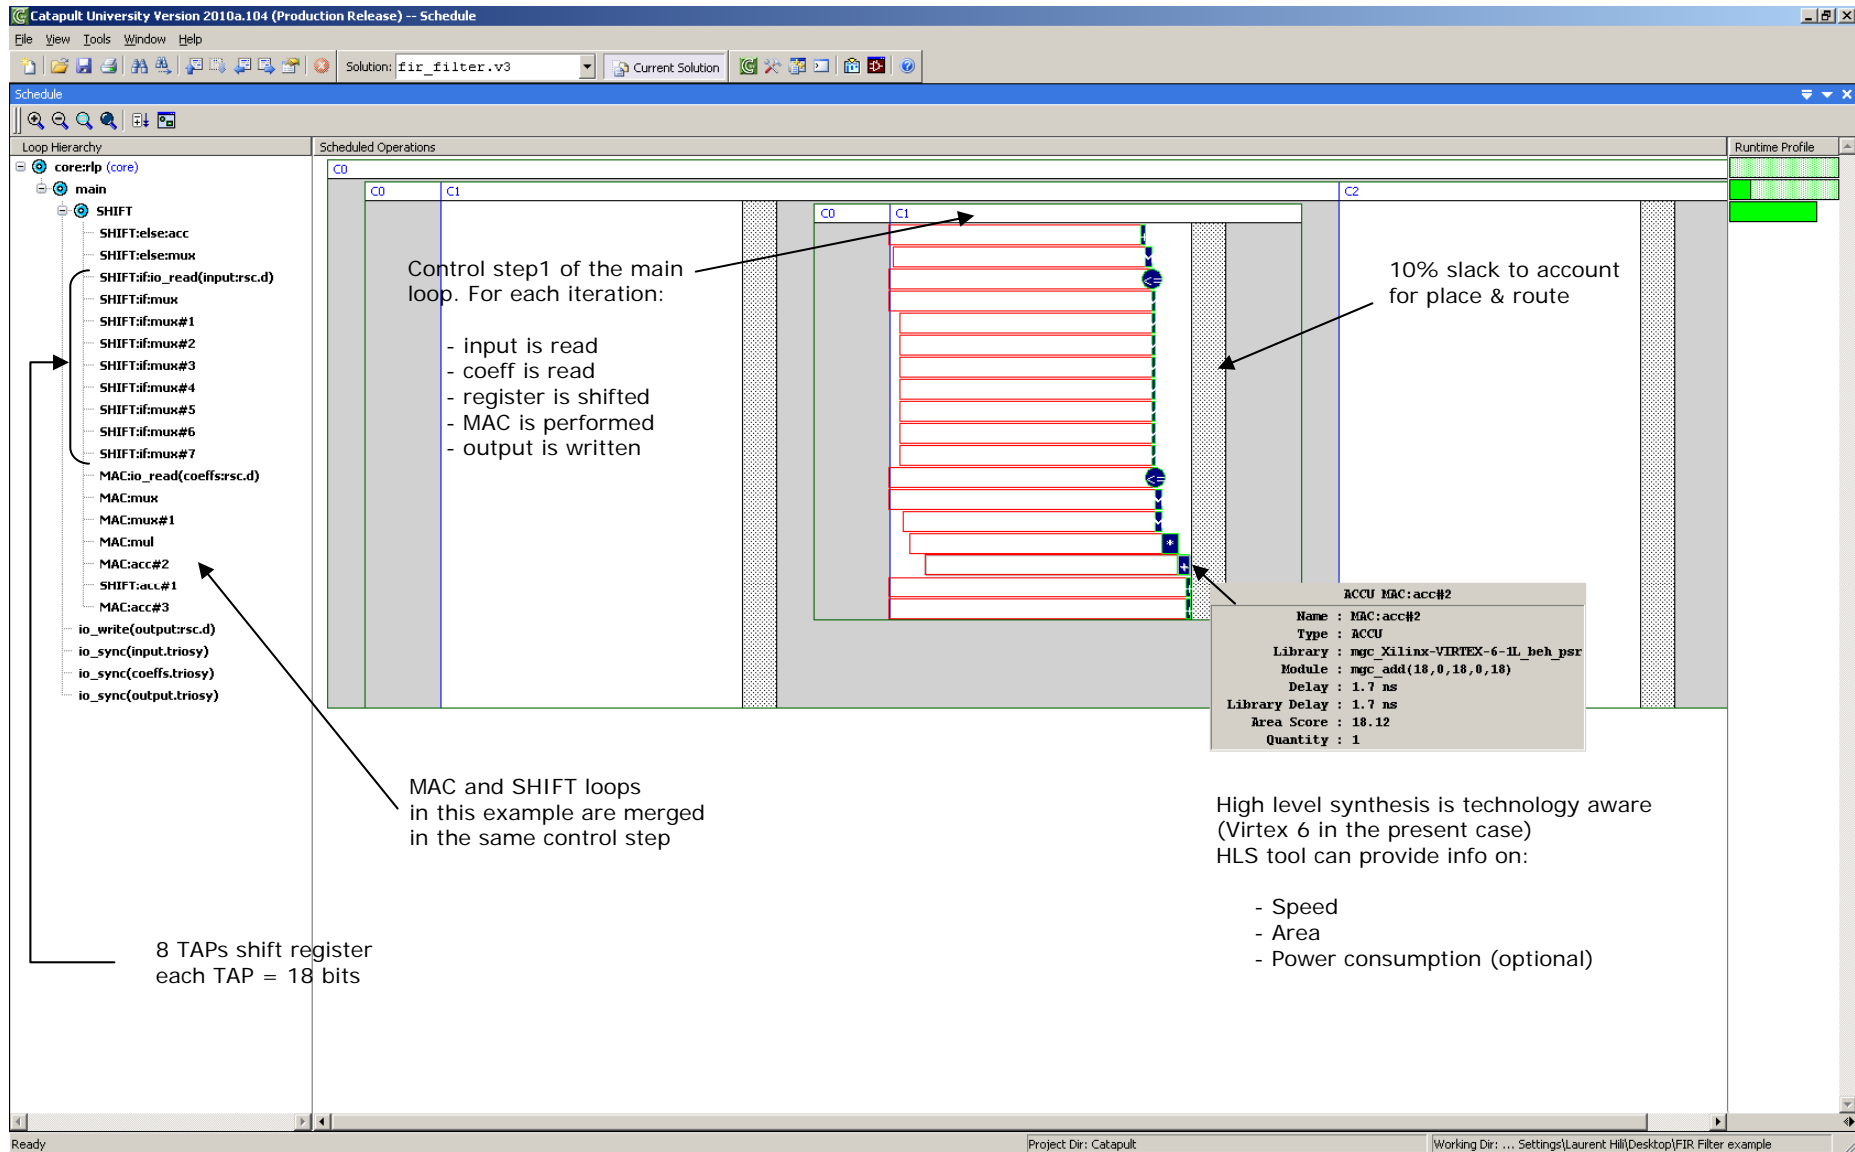 Catapult University Version 2010a.104 (Production Release) -- Schedule
File View Tools Window Help
Solution: fir_filter.v3 Current Solution
Schedule
Loop Hierarchy
Scheduled Operations
Runtime Profile
core:rlp (core)
main
SHIFT
SHIFT:else:acc
SHIFT:else:mux
SHIFT:if:io_read(input:rsc.d)
SHIFT:if:mux
SHIFT:if:mux#1
SHIFT:if:mux#2
SHIFT:if:mux#3
SHIFT:if:mux#4
SHIFT:if:mux#5
SHIFT:if:mux#6
SHIFT:if:mux#7
MAC:io_read(coeffs:rsc.d)
MAC:mux
MAC:mux#1
MAC:mul
MAC:acc#2
SHIFT:acc#1
MAC:acc#3
io_write(output:rsc.d)
io_sync(input.triosy)
io_sync(coeffs.triosy)
io_sync(output.triosy)
8 TAPs shift register
each TAP = 18 bits
C0
C0 C1 C2
C0 C1
Control step1 of the main
loop. For each iteration:
- input is read
- coeff is read
- register is shifted
- MAC is performed
- output is written
<=
<=
*
+
10% slack to account
for place & route
ACCU MAC:acc#2
Name : MAC:acc#2
Type : ACCU
Library : mgc_Xilinx-VIRTEX-6-1L_beh_psr
Module : mgc_add(18,0,18,0,18)
Delay : 1.7 ns
Library Delay : 1.7 ns
Area Score : 18.12
Quantity : 1
MAC and SHIFT loops
in this example are merged
in the same control step
High level synthesis is technology aware
(Virtex 6 in the present case)
HLS tool can provide info on:
- Speed
- Area
- Power consumption (optional)
Ready
Project Dir: Catapult
Working Dir: ... Settings\Laurent Hili\Desktop\FIR Filter example